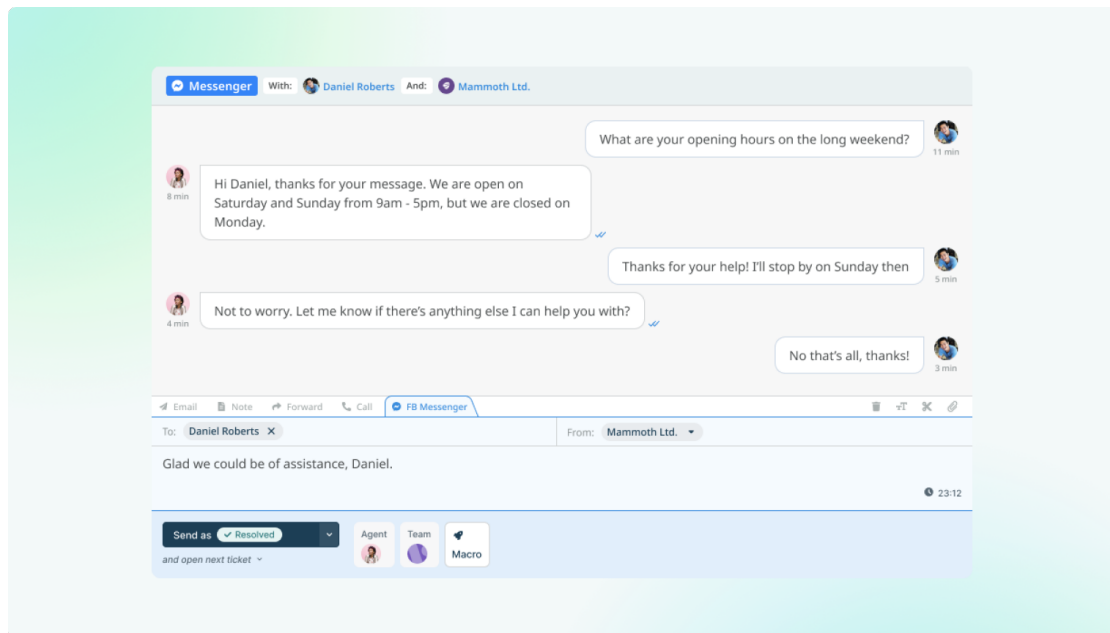 Messenger With: Daniel Roberts And: Mammoth Ltd.
What are your opening hours on the long weekend?
11 min
Hi Daniel, thanks for your message. We are open on
Saturday and Sunday from 9am - 5pm, but we are closed on
Monday.
8 min
Thanks for your help! I'll stop by on Sunday then
5 min
Not to worry. Let me know if there's anything else I can help you with?
4 min
No that's all, thanks!
3 min
Email Note Forward Call FB Messenger
To: Daniel Roberts From: Mammoth Ltd.
Glad we could be of assistance, Daniel.
23:12
Send as Resolved Agent Team Macro
and open next ticket